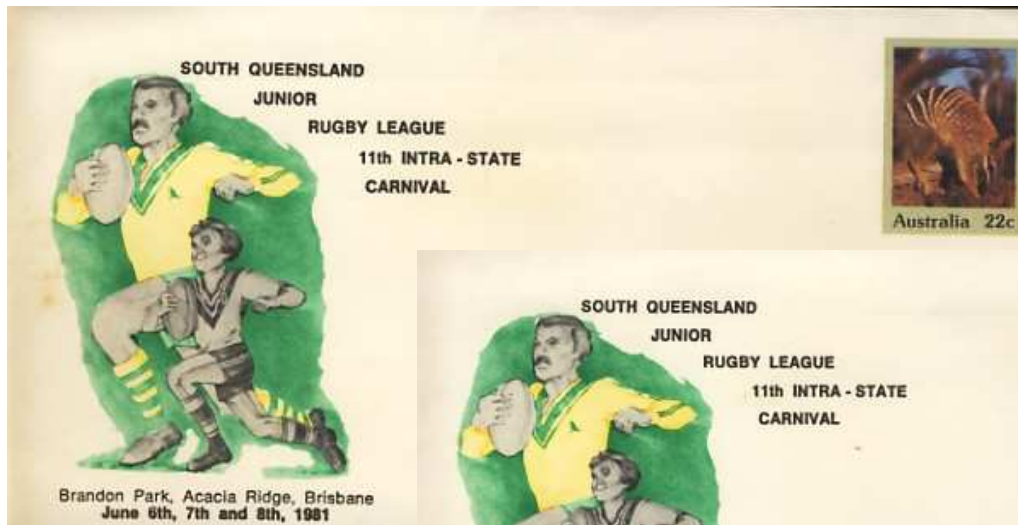 SOUTH QUEENSLAND
JUNIOR
RUGBY LEAGUE
11th INTRA - STATE
CARNIVAL
Australia 22c
Brandon Park, Acacia Ridge, Brisbane
June 6th, 7th and 8th, 1981
SOUTH QUEENSLAND
JUNIOR
RUGBY LEAGUE
11th INTRA - STATE
CARNIVAL